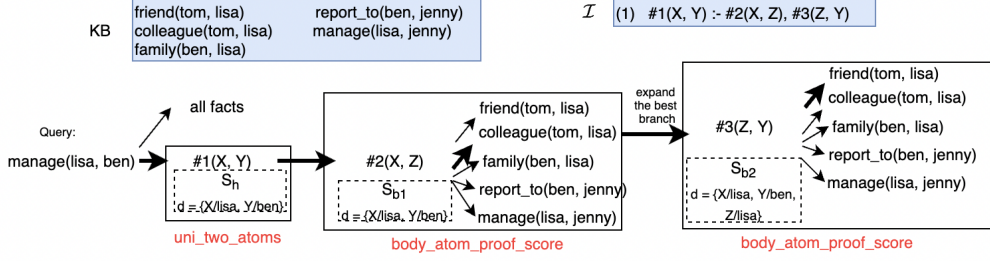 KB
friend(tom, lisa) report_to(ben, jenny)
colleague(tom, lisa) manage(lisa, jenny)
family(ben, lisa)
ℐ (1) #1(X, Y) :- #2(X, Z), #3(Z, Y)
Query:
manage(lisa, ben)
all facts
#1(X, Y)
Sh
d = {X/lisa, Y/ben}
uni_two_atoms
#2(X, Z)
Sb1
d = {X/lisa, Y/ben}
friend(tom, lisa)
colleague(tom, lisa)
family(ben, lisa)
report_to(ben, jenny)
manage(lisa, jenny)
body_atom_proof_score
expand
the best
branch
#3(Z, Y)
Sb2
d = {X/lisa, Y/ben,
Z/lisa}
friend(tom, lisa)
colleague(tom, lisa)
family(ben, lisa)
report_to(ben, jenny)
manage(lisa, jenny)
body_atom_proof_score